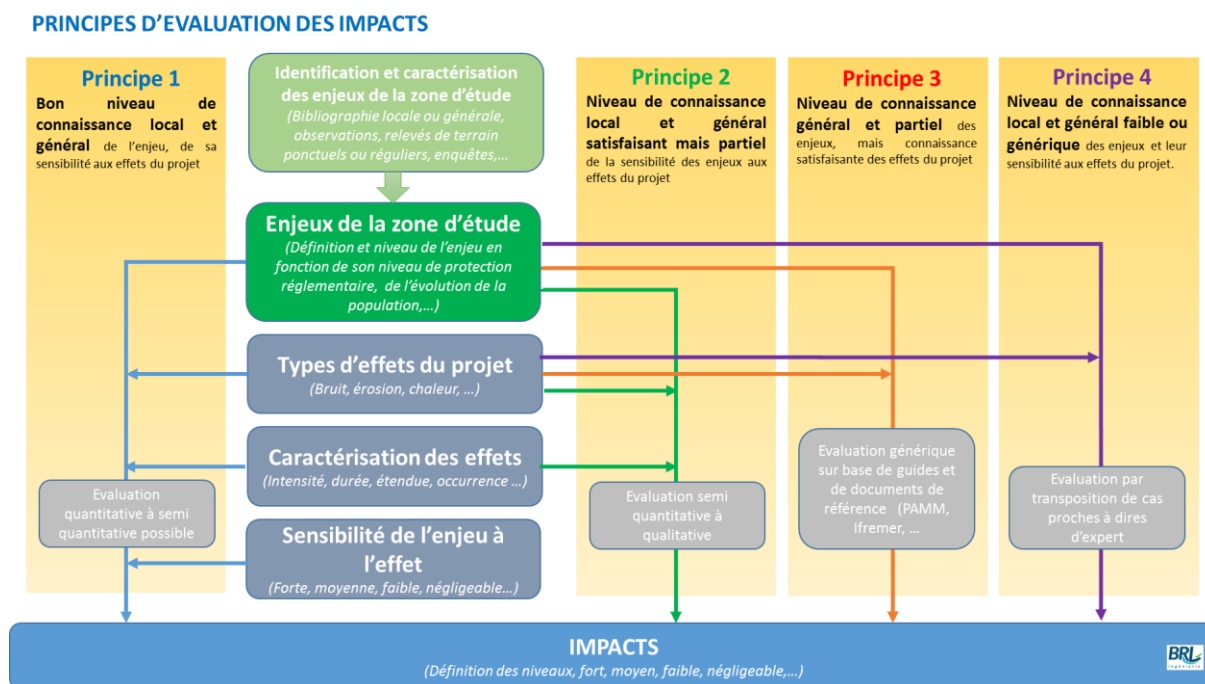 PRINCIPES D'EVALUATION DES IMPACTS
Principe 1
Bon niveau de
connaissance local et
général de l'enjeu, de sa
sensibilité aux effets du projet
Identification et caractérisation
des enjeux de la zone d'étude
(Bibliographie locale ou générale,
observations, relevés de terrain
ponctuels ou réguliers, enquêtes,...
Principe 2
Niveau de connaissance
local et général
satisfaisant mais partiel
de la sensibilité des enjeux aux
effets du projet
Principe 3
Niveau de connaissance
général et partiel des
enjeux, mais connaissance
satisfaisante des effets du projet
Principe 4
Niveau de connaissance
local et général faible ou
générique des enjeux et leur
sensibilité aux effets du projet.
Enjeux de la zone d'étude
(Définition et niveau de l'enjeu en
fonction de son niveau de protection
réglementaire, de l'évolution de la
population,...)
Types d'effets du projet
(Bruit, érosion, chaleur, ...)
Caractérisation des effets
(Intensité, durée, étendue, occurrence ...)
Sensibilité de l'enjeu à
l'effet
(Forte, moyenne, faible, négligeable...)
Evaluation
quantitative à semi
quantitative possible
Evaluation semi
quantitative à
qualitative
Evaluation générique
sur base de guides et
de documents de
référence (PAMM,
Ifremer, ...
Evaluation par
transposition de cas
proches à dires
d'expert
IMPACTS
(Définition des niveaux, fort, moyen, faible, négligeable,...)
BRL
Ingénierie